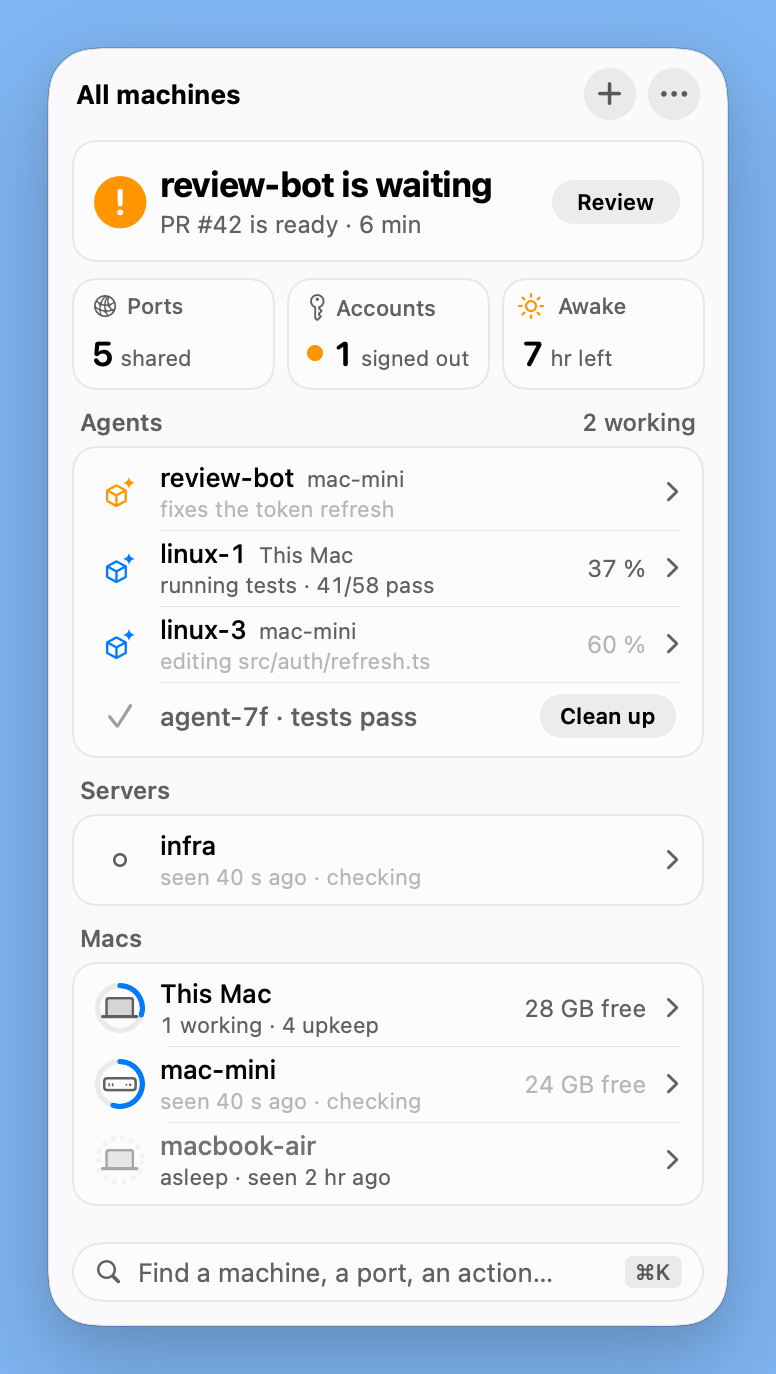 All machines
review-bot is waiting
PR #42 is ready · 6 min
Review
Ports
5 shared
Accounts
1 signed out
Awake
7 hr left
Agents
2 working
review-bot mac-mini
fixes the token refresh
linux-1 This Mac
running tests · 41/58 pass
37 %
linux-3 mac-mini
editing src/auth/refresh.ts
60 %
agent-7f · tests pass
Clean up
Servers
infra
seen 40 s ago · checking
Macs
This Mac
1 working · 4 upkeep
28 GB free
mac-mini
seen 40 s ago · checking
24 GB free
macbook-air
asleep · seen 2 hr ago
Find a machine, a port, an action...
⌘K